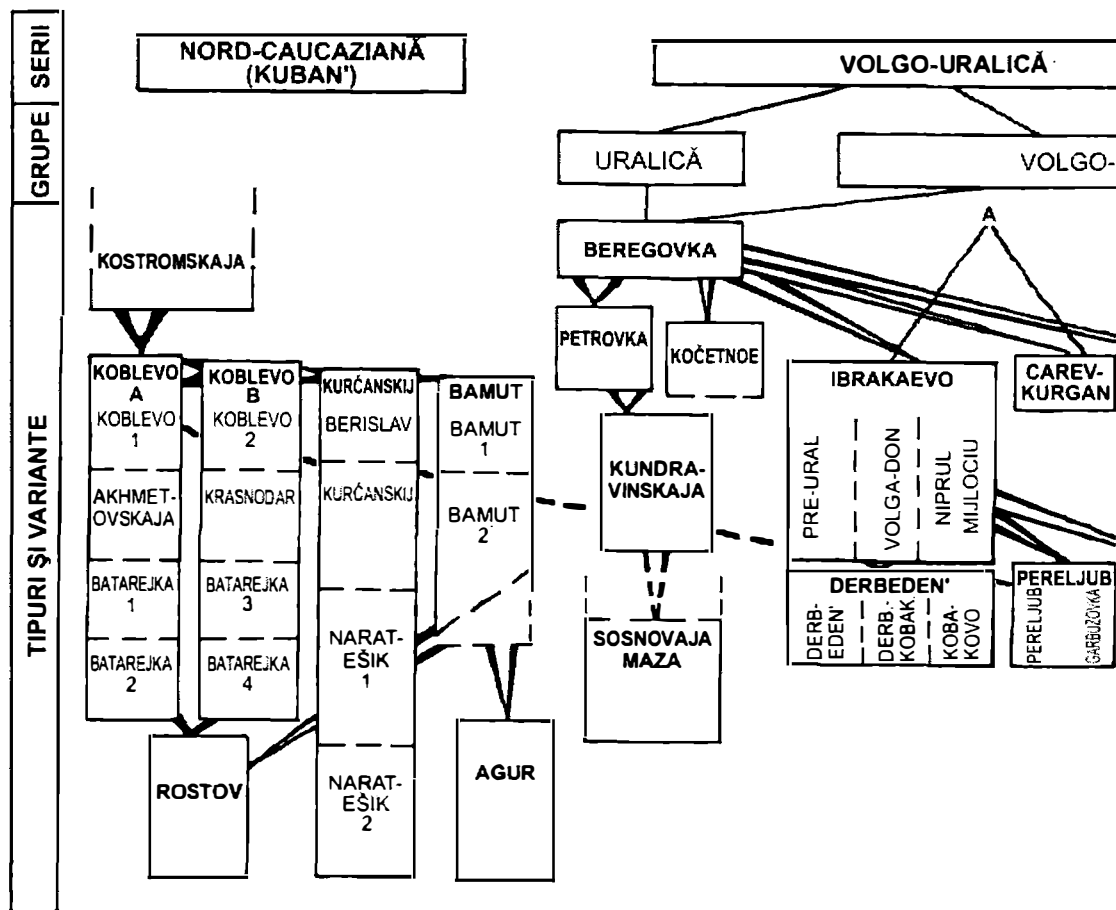 SERII
GRUPE
TIPURI ŞI VARIANTE
NORD-CAUCAZIANĂ
(KUBAN')
VOLGO-URALICĂ
URALICĂ
VOLGO-
KOSTROMSKAJA
BEREGOVKA
A
PETROVKA
KOČETNOE
KOBLEVO
A
KOBLEVO
1
AKHMET-
OVSKAJA
BATAREJKA
1
BATAREJKA
2
KOBLEVO
B
KOBLEVO
2
KRASNODAR
BATAREJKA
3
BATAREJKA
4
KURĆANSKIJ
BERISLAV
KURĆANSKIJ
NARAT-
EŠIK
1
NARAT-
EŠIK
2
BAMUT
BAMUT
1
BAMUT
2
ROSTOV
AGUR
KUNDRA-
VINSKAJA
SOSNOVAJA
MAZA
IBRAKAEVO
PRE-URAL
VOLGA-DON
NIPRUL
MIJLOCIU
CAREV-
KURGAN
DERBEDEN'
DERB-
EDEN'
DERB.-
KOBAK
KOBA-
KOVO
PERELJUB
PERELJUB
GARBUZOVKA